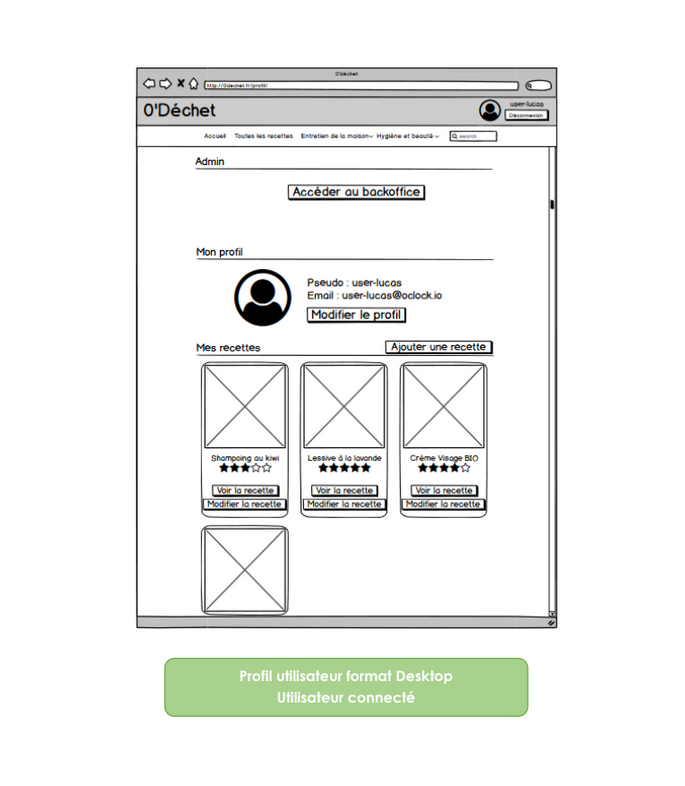 O'déchet
http://0dechet.fr/profil/
O'Déchet
user-lucas
Déconnexion
Accueil Toutes les recettes Entretien de la maison Hygiène et beauté search
Admin
Accéder au backoffice
Mon profil
Pseudo : user-lucas
Email : user-lucas@oclock.io
Modifier le profil
Mes recettes Ajouter une recette
Shampoing au kiwi Lessive à la lavande Crème Visage BIO
Voir la recette Voir la recette Voir la recette
Modifier la recette Modifier la recette Modifier la recette
Profil utilisateur format Desktop
Utilisateur connecté